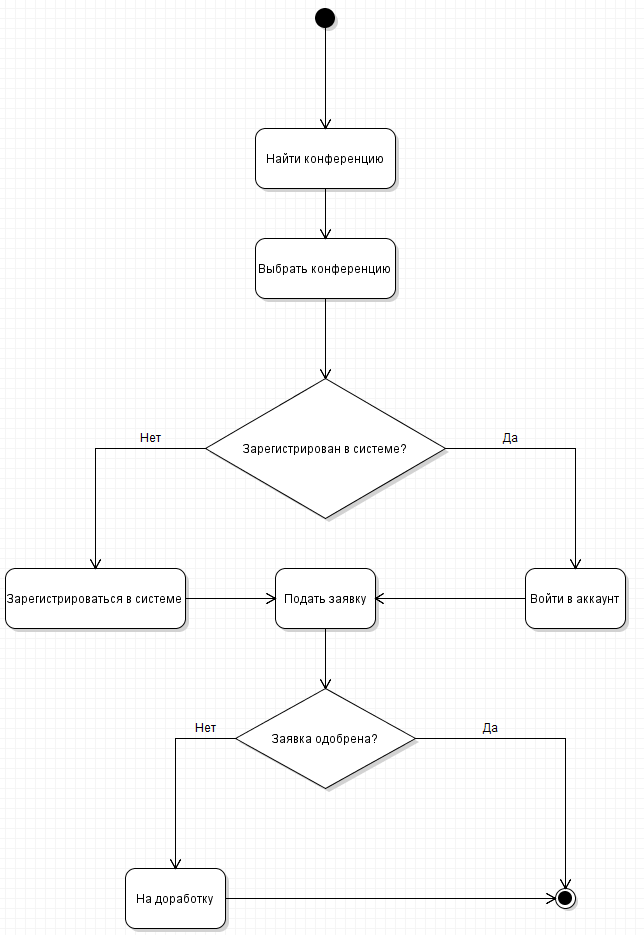 Найти конференцию
Выбрать конференцию
Зарегистрирован в системе?
Нет
Да
Зарегистрироваться в системе
Подать заявку
Войти в аккаунт
Заявка одобрена?
Нет
Да
На доработку